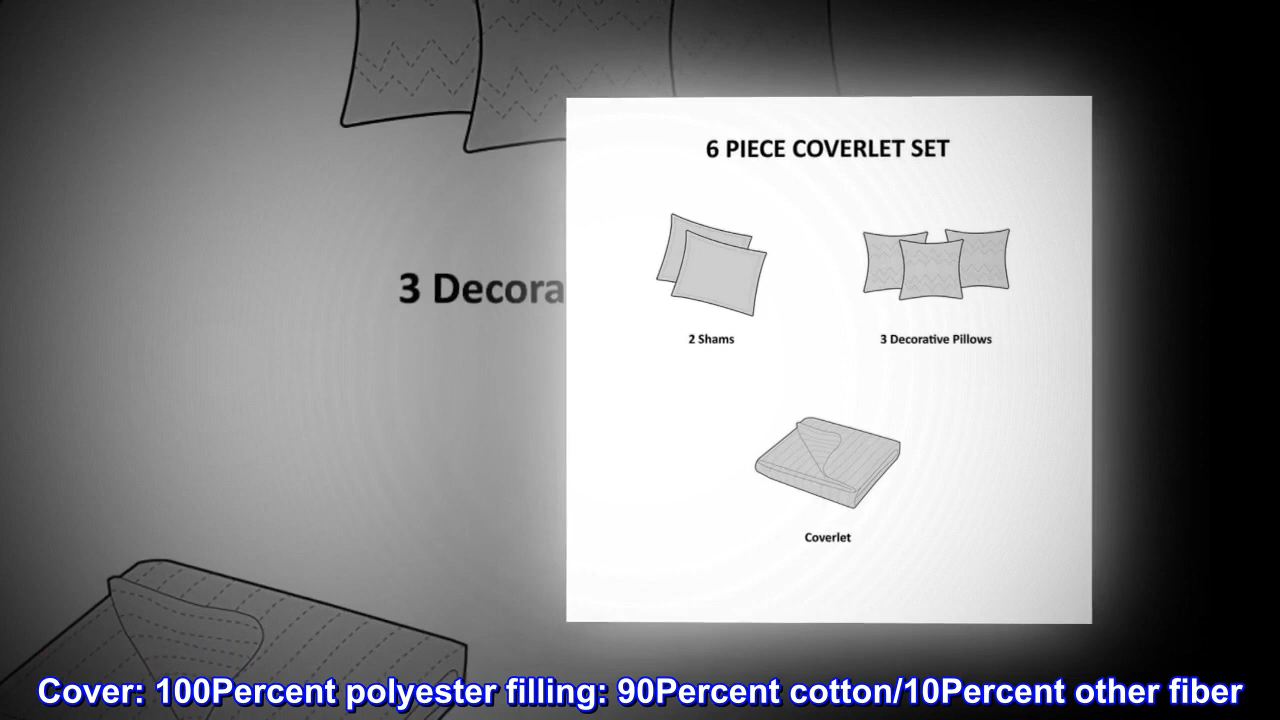 6 PIECE COVERLET SET
3 Decora
2 Shams
3 Decorative Pillows
Coverlet
Cover: 100Percent polyester filling: 90Percent cotton/10Percent other fiber